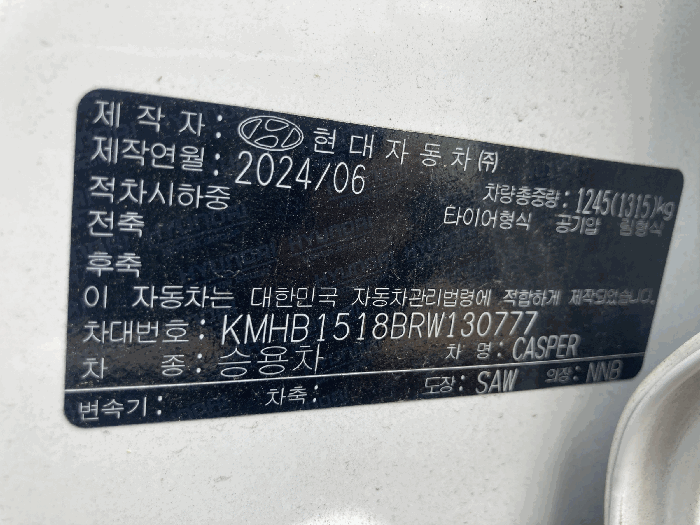 제 작 자 : 현대자동차㈜
제작연월 : 2024/06
적차시하중 차량총중량 : 1245(1315)kg
전축 타이어형식 공기압 림형식
후축
이 자동차는 대한민국 자동차관리법령에 적합하게 제작되었습니다.
차대번호 : KMHB1518BRW130777
차 종 : 승용차 차 명 : CASPER
변속기 : 차축 : 도장 : SAW 의장 : NNB